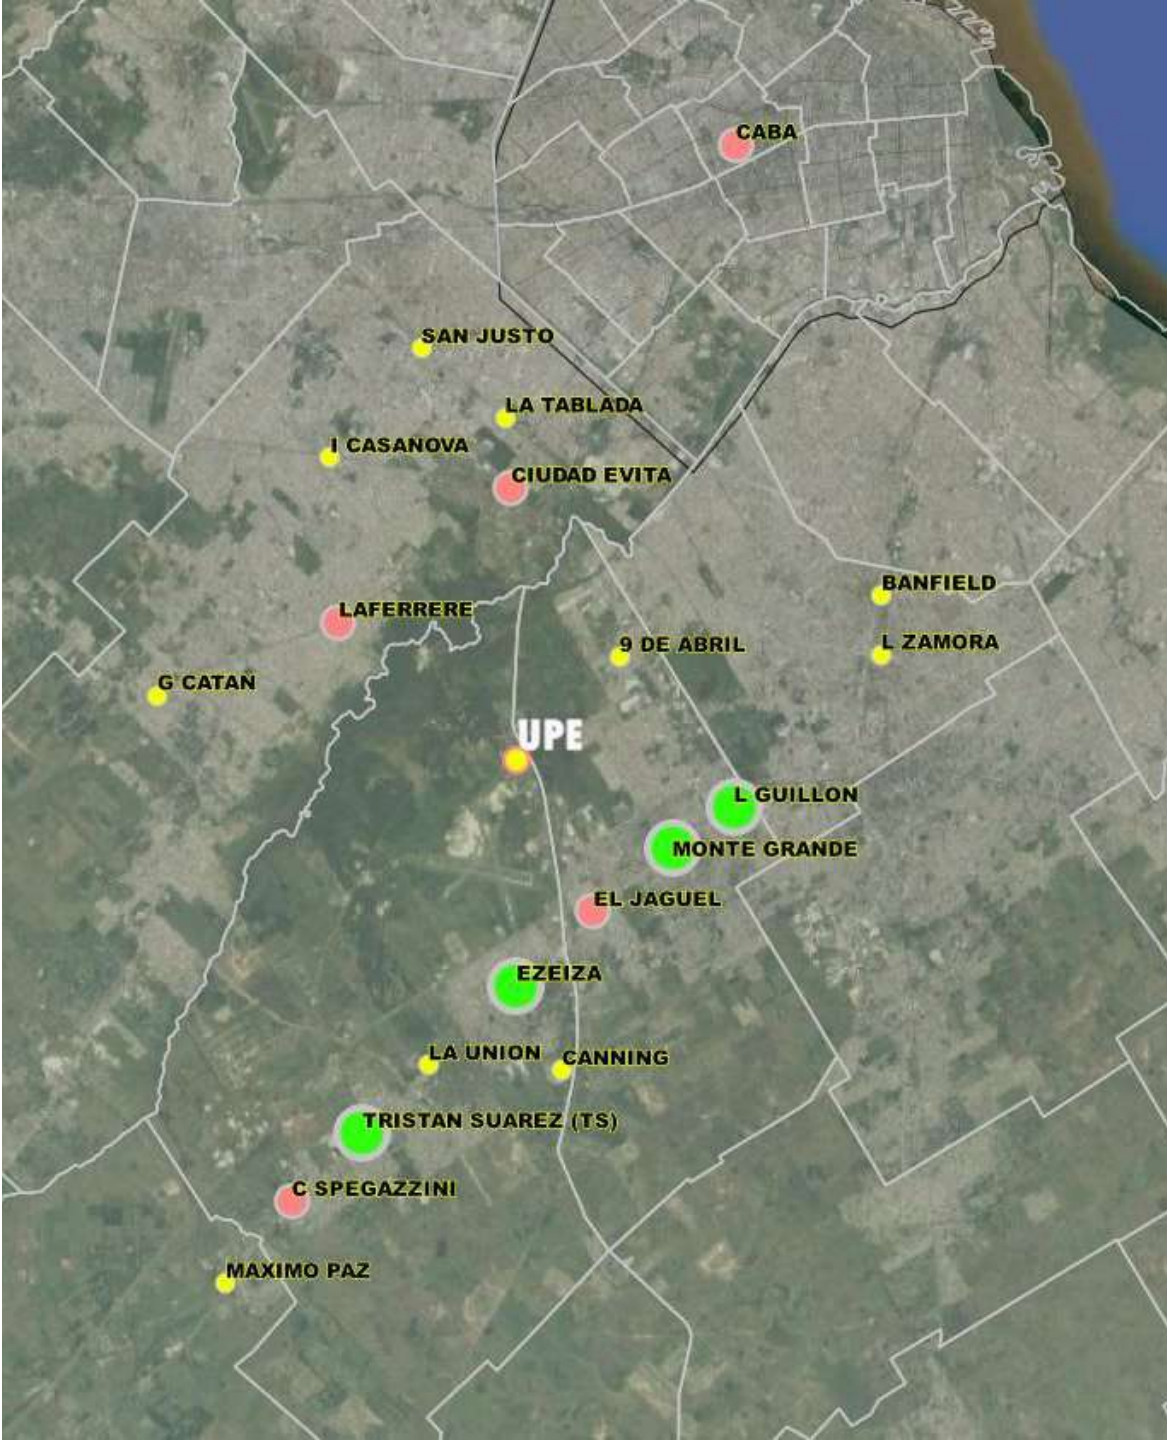 CABA
SAN JUSTO
LA TABLADA
I CASANOVA
CIUDAD EVITA
BANFIELD
LAFERRERE
L ZAMORA
9 DE ABRIL
G CATAN
UPE
L GUILLON
MONTE GRANDE
EL JAGUEL
EZEIZA
LA UNION
CANNING
TRISTAN SUAREZ (TS)
C SPEGAZZINI
MAXIMO PAZ